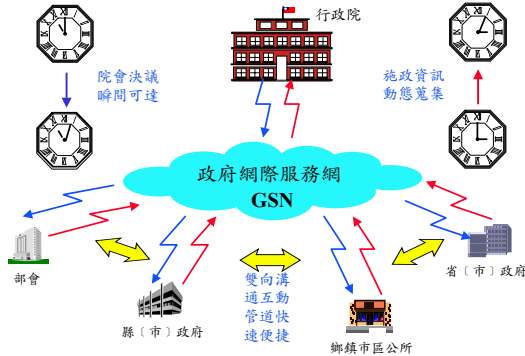 行政院
院會決議
瞬間可達
施政資訊
動態蒐集
政府網際服務網
GSN
部會
縣〔市〕政府
雙向溝
通互動
管道快
速便捷
鄉鎮市區公所
省〔市〕政府